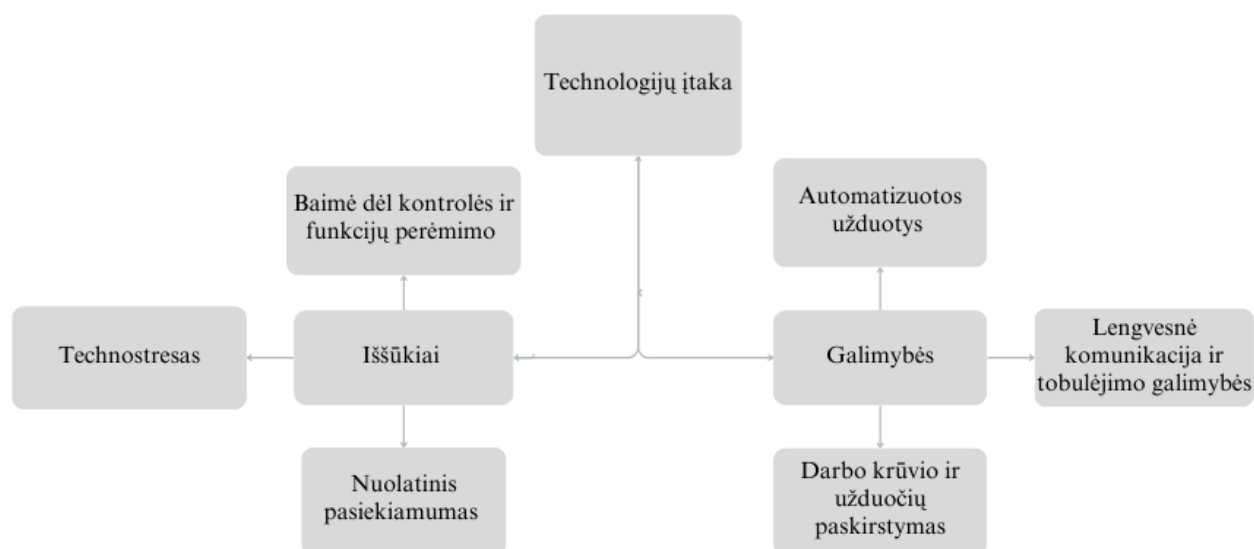 Technologijų įtaka
Baimė dėl kontrolės ir
funkcijų perėmimo
Automatizuotos
užduotys
Technostresas
Iššūkiai
Galimybės
Lengvesnė
komunikacija ir
tobulėjimo galimybės
Nuolatinis
pasiekiamumas
Darbo krūvio ir
užduočių
paskirstymas